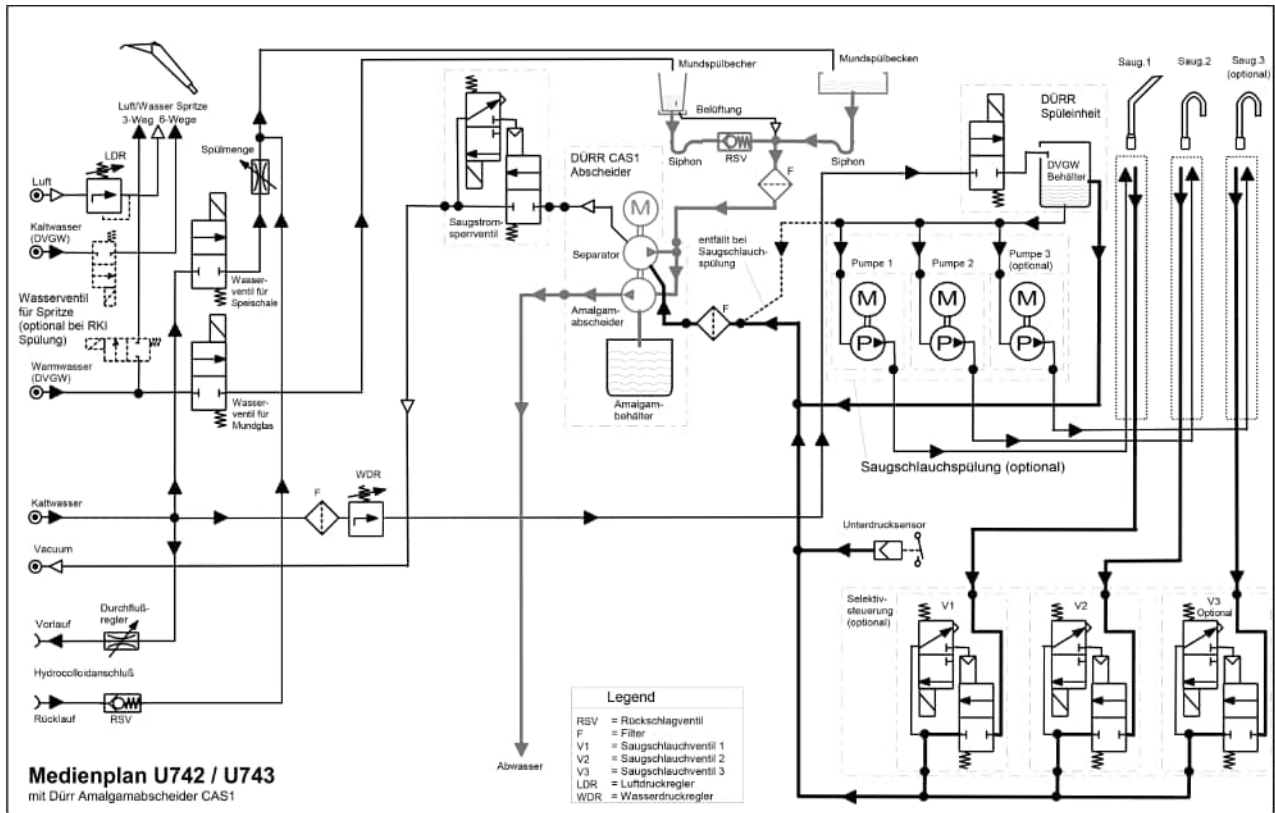 Luft/Wasser Spritze
3-Weg 6-Wege
LDR
Luft
Kaltwasser
(DVGW)
Wasserventil
für Spritze
(optional bei RKI
Spülung)
Warmwasser
(DVGW)
Spülmenge
Wasser-
ventil für
Speischale
Wasser-
ventil für
Mundglas
Kaltwasser
F
WDR
Vacuum
Durchfluß-
regler
Vorlauf
Hydrocolloidanschluß
Rücklauf
RSV
Saugstrom-
sperrventil
DÜRR CAS1
Abscheider
M
Separator
Amalgam-
abscheider
Amalgam-
behälter
Mundspülbecher
Mundspülbecken
Belüftung
Siphon
RSV
Siphon
F
entfällt bei
Saugschlauch-
spülung
F
DÜRR
Spüleinheit
DVGW
Behälter
Pumpe 1
Pumpe 2
Pumpe 3
(optional)
M
M
M
P
P
P
Saugschlauchspülung (optional)
Saug.1
Saug.2
Saug.3
(optional)
Unterdrucksensor
Selektiv-
steuerung
(optional)
V1
V2
V3
Optional
Abwasser
Legend
RSV = Rückschlagventil
F = Filter
V1 = Saugschlauchventil 1
V2 = Saugschlauchventil 2
V3 = Saugschlauchventil 3
LDR = Luftdruckregler
WDR = Wasserdruckregler
Medienplan U742 / U743
mit Dürr Amalgamabscheider CAS1